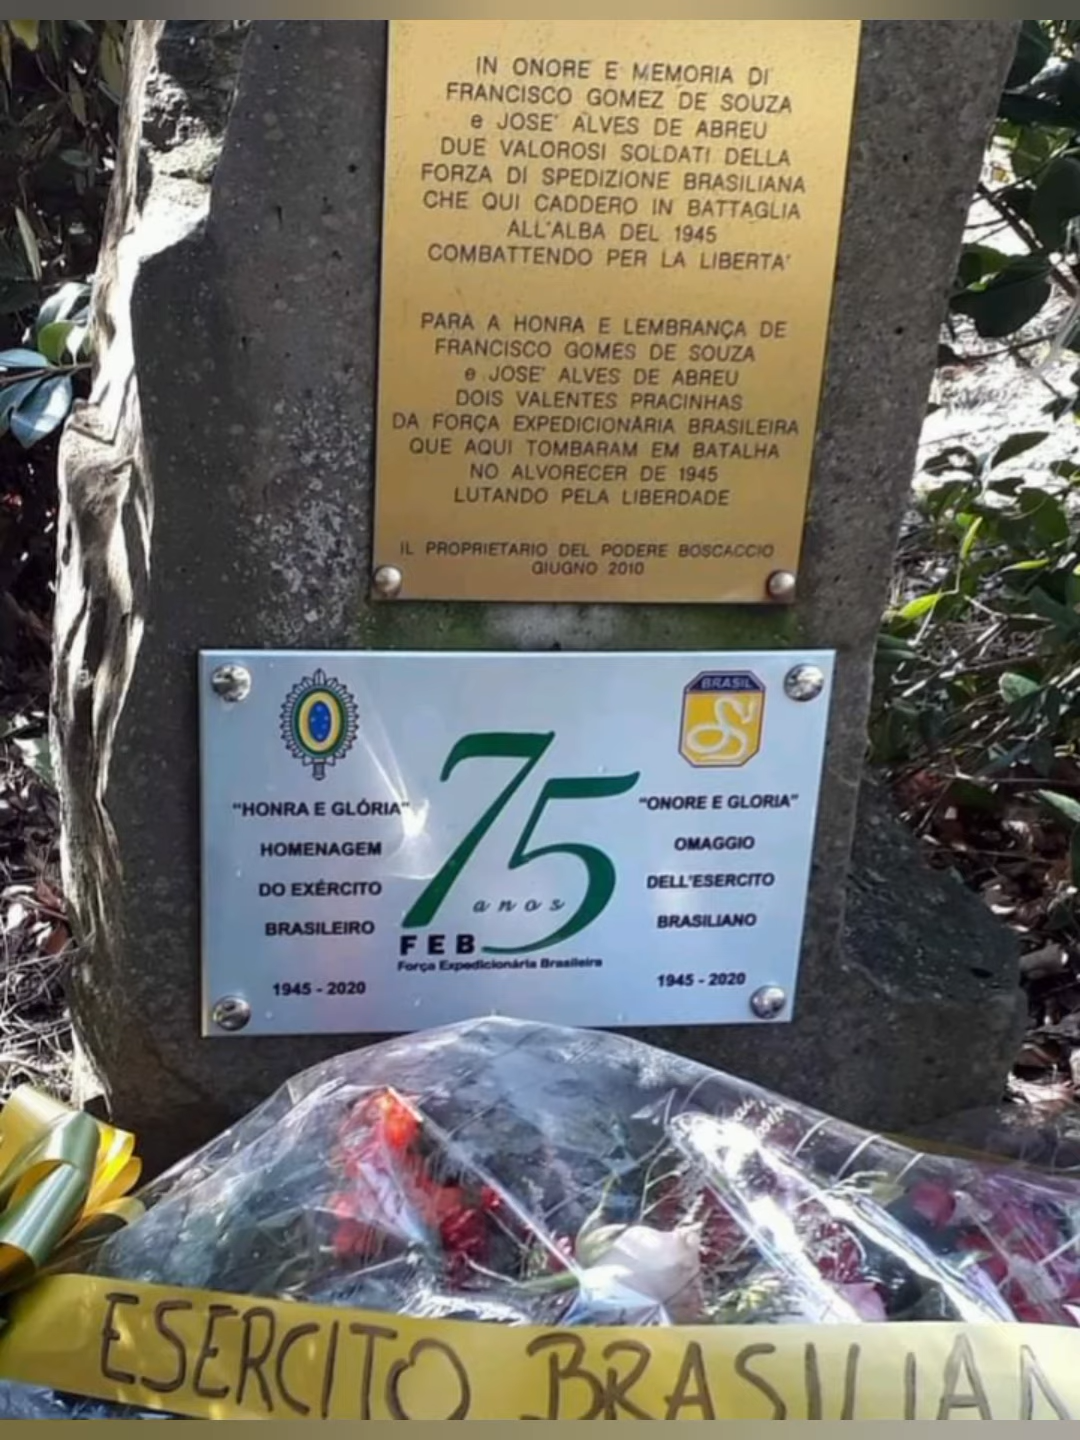 IN ONORE E MEMORIA DI
FRANCISCO GOMEZ DE SOUZA
e JOSE' ALVES DE ABREU
DUE VALOROSI SOLDATI DELLA
FORZA DI SPEDIZIONE BRASILIANA
CHE QUI CADDERO IN BATTAGLIA
ALL'ALBA DEL 1945
COMBATTENDO PER LA LIBERTA'
PARA A HONRA E LEMBRANÇA DE
FRANCISCO GOMES DE SOUZA
e JOSE' ALVES DE ABREU
DOIS VALENTES PRACINHAS
DA FORÇA EXPEDICIONÀRIA BRASILEIRA
QUE AQUI TOMBARAM EM BATALHA
NO ALVORECER DE 1945
LUTANDO PELA LIBERDADE
IL PROPRIETARIO DEL PODERE BOSCACCIO
GIUGNO 2010
"HONRA E GLÓRIA"
HOMENAGEM
DO EXÉRCITO
BRASILEIRO
1945 - 2020
75
anos
FEB
Força Expedicionária Brasileira
BRASIL
"ONORE E GLORIA"
OMAGGIO
DELL'ESERCITO
BRASILIANO
1945 - 2020
ESERCITO BRASILIAN